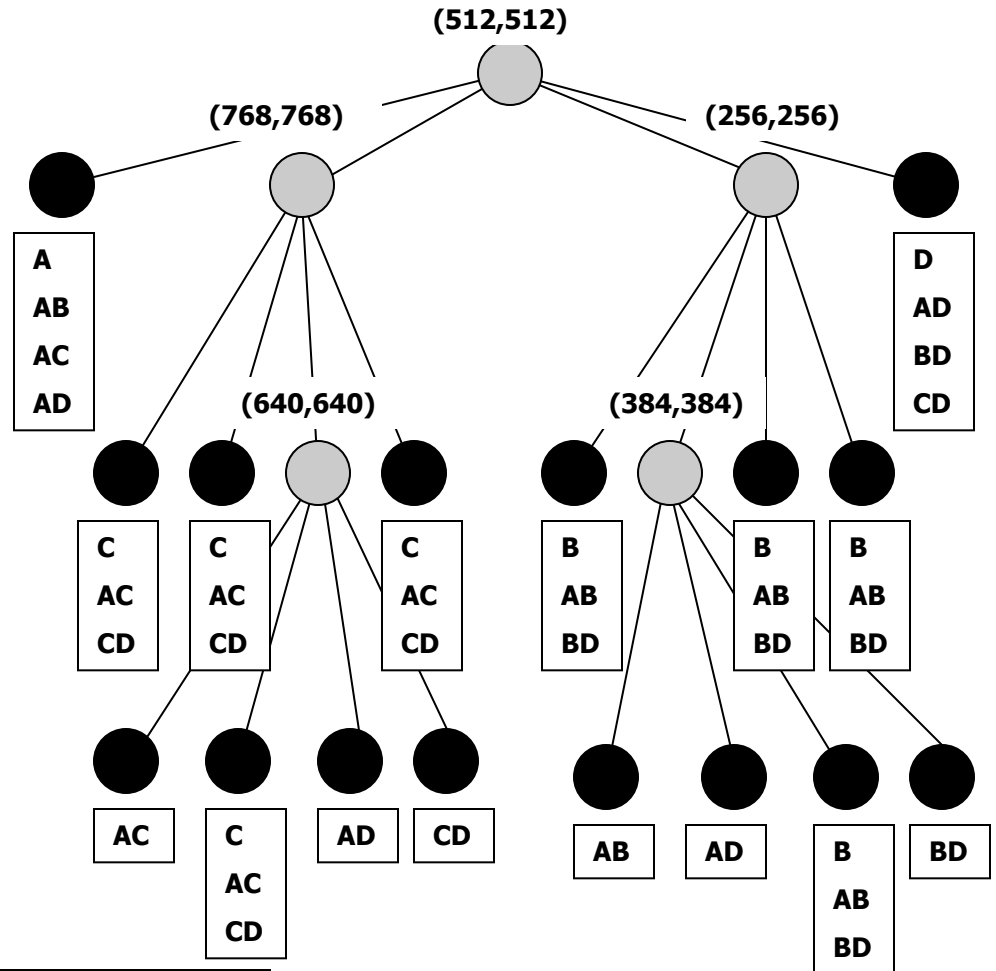 (512,512)
(768,768)
(256,256)
A
AB
AC
AD
D
AD
BD
CD
(640,640)
(384,384)
C
AC
CD
C
AC
CD
C
AC
CD
B
AB
BD
B
AB
BD
B
AB
BD
AC
C
AC
CD
AD
CD
AB
AD
B
AB
BD
BD